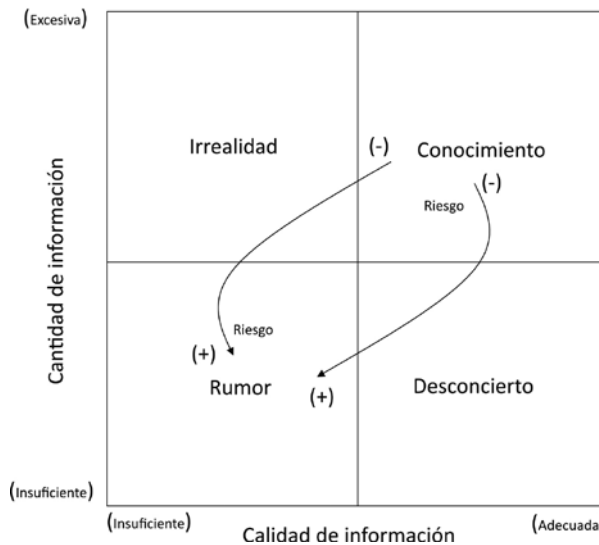 (Excesiva)
Irrealidad
(-)
Conocimiento
(-)
Riesgo
Cantidad de información
Riesgo
(+)
Rumor
(+)
Desconcierto
(Insuficiente)
(Insuficiente)
Calidad de información
(Adecuada)